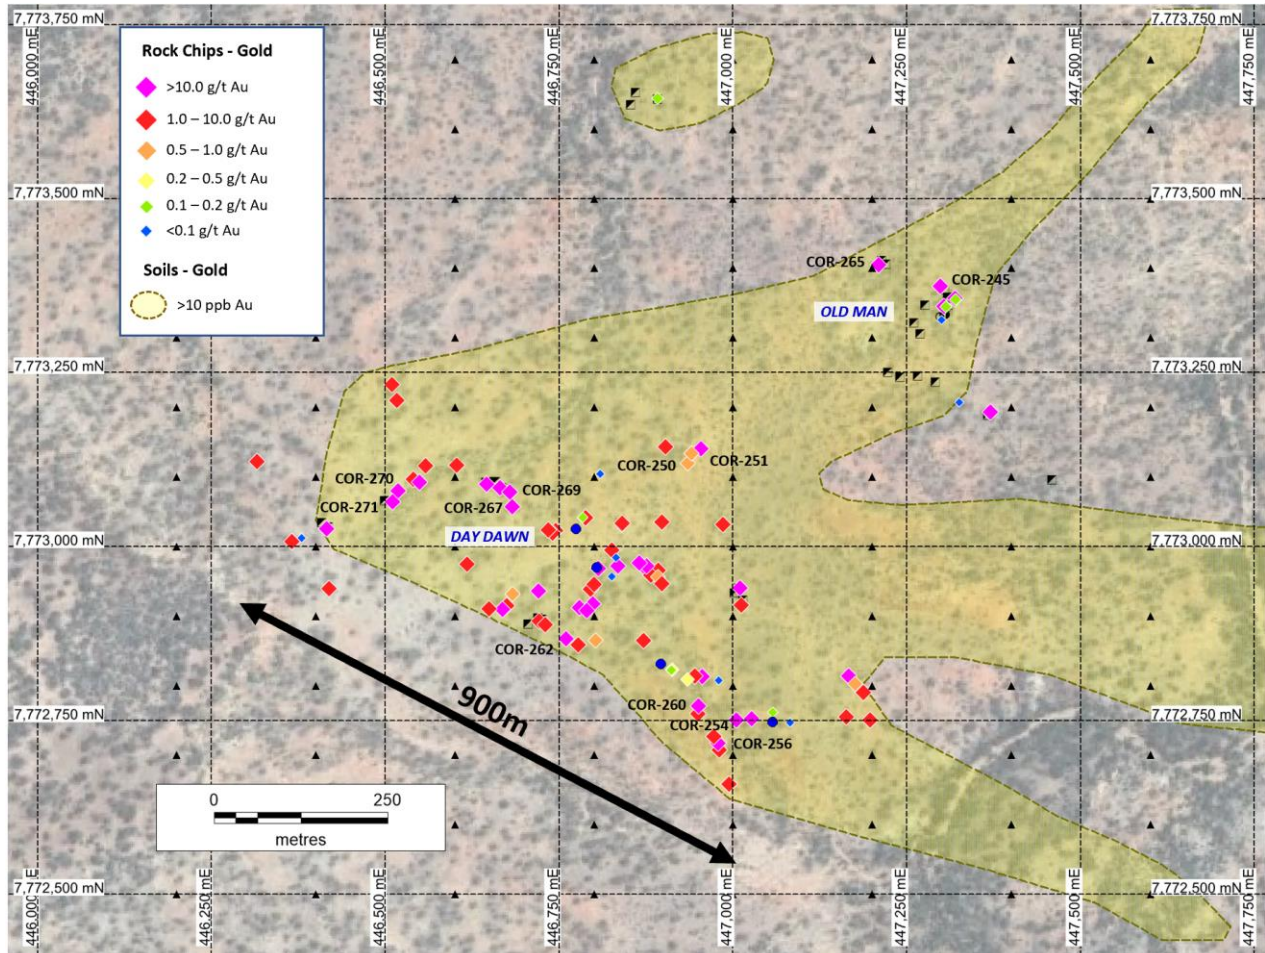 7,773,750 mN
7,773,750 mN
446,000 mE
446,500 mE
446,750 mE
447,000 mE
447,250 mE
447,500 mE
447,750 mE
Rock Chips - Gold
>10.0 g/t Au
1.0 – 10.0 g/t Au
0.5 – 1.0 g/t Au
0.2 – 0.5 g/t Au
0.1 – 0.2 g/t Au
<0.1 g/t Au
Soils - Gold
>10 ppb Au
7,773,500 mN
7,773,500 mN
COR-265
COR-245
OLD MAN
7,773,250 mN
7,773,250 mN
COR-250
COR-251
COR-270
COR-269
COR-271
COR-267
DAY DAWN
7,773,000 mN
7,773,000 mN
COR-262
COR-260
COR-254
COR-256
900m
7,772,750 mN
7,772,750 mN
0 250
metres
7,772,500 mN
7,772,500 mN
446,000 mE
446,250 mE
446,500 mE
446,750 mE
447,000 mE
447,250 mE
447,500 mE
447,750 mE